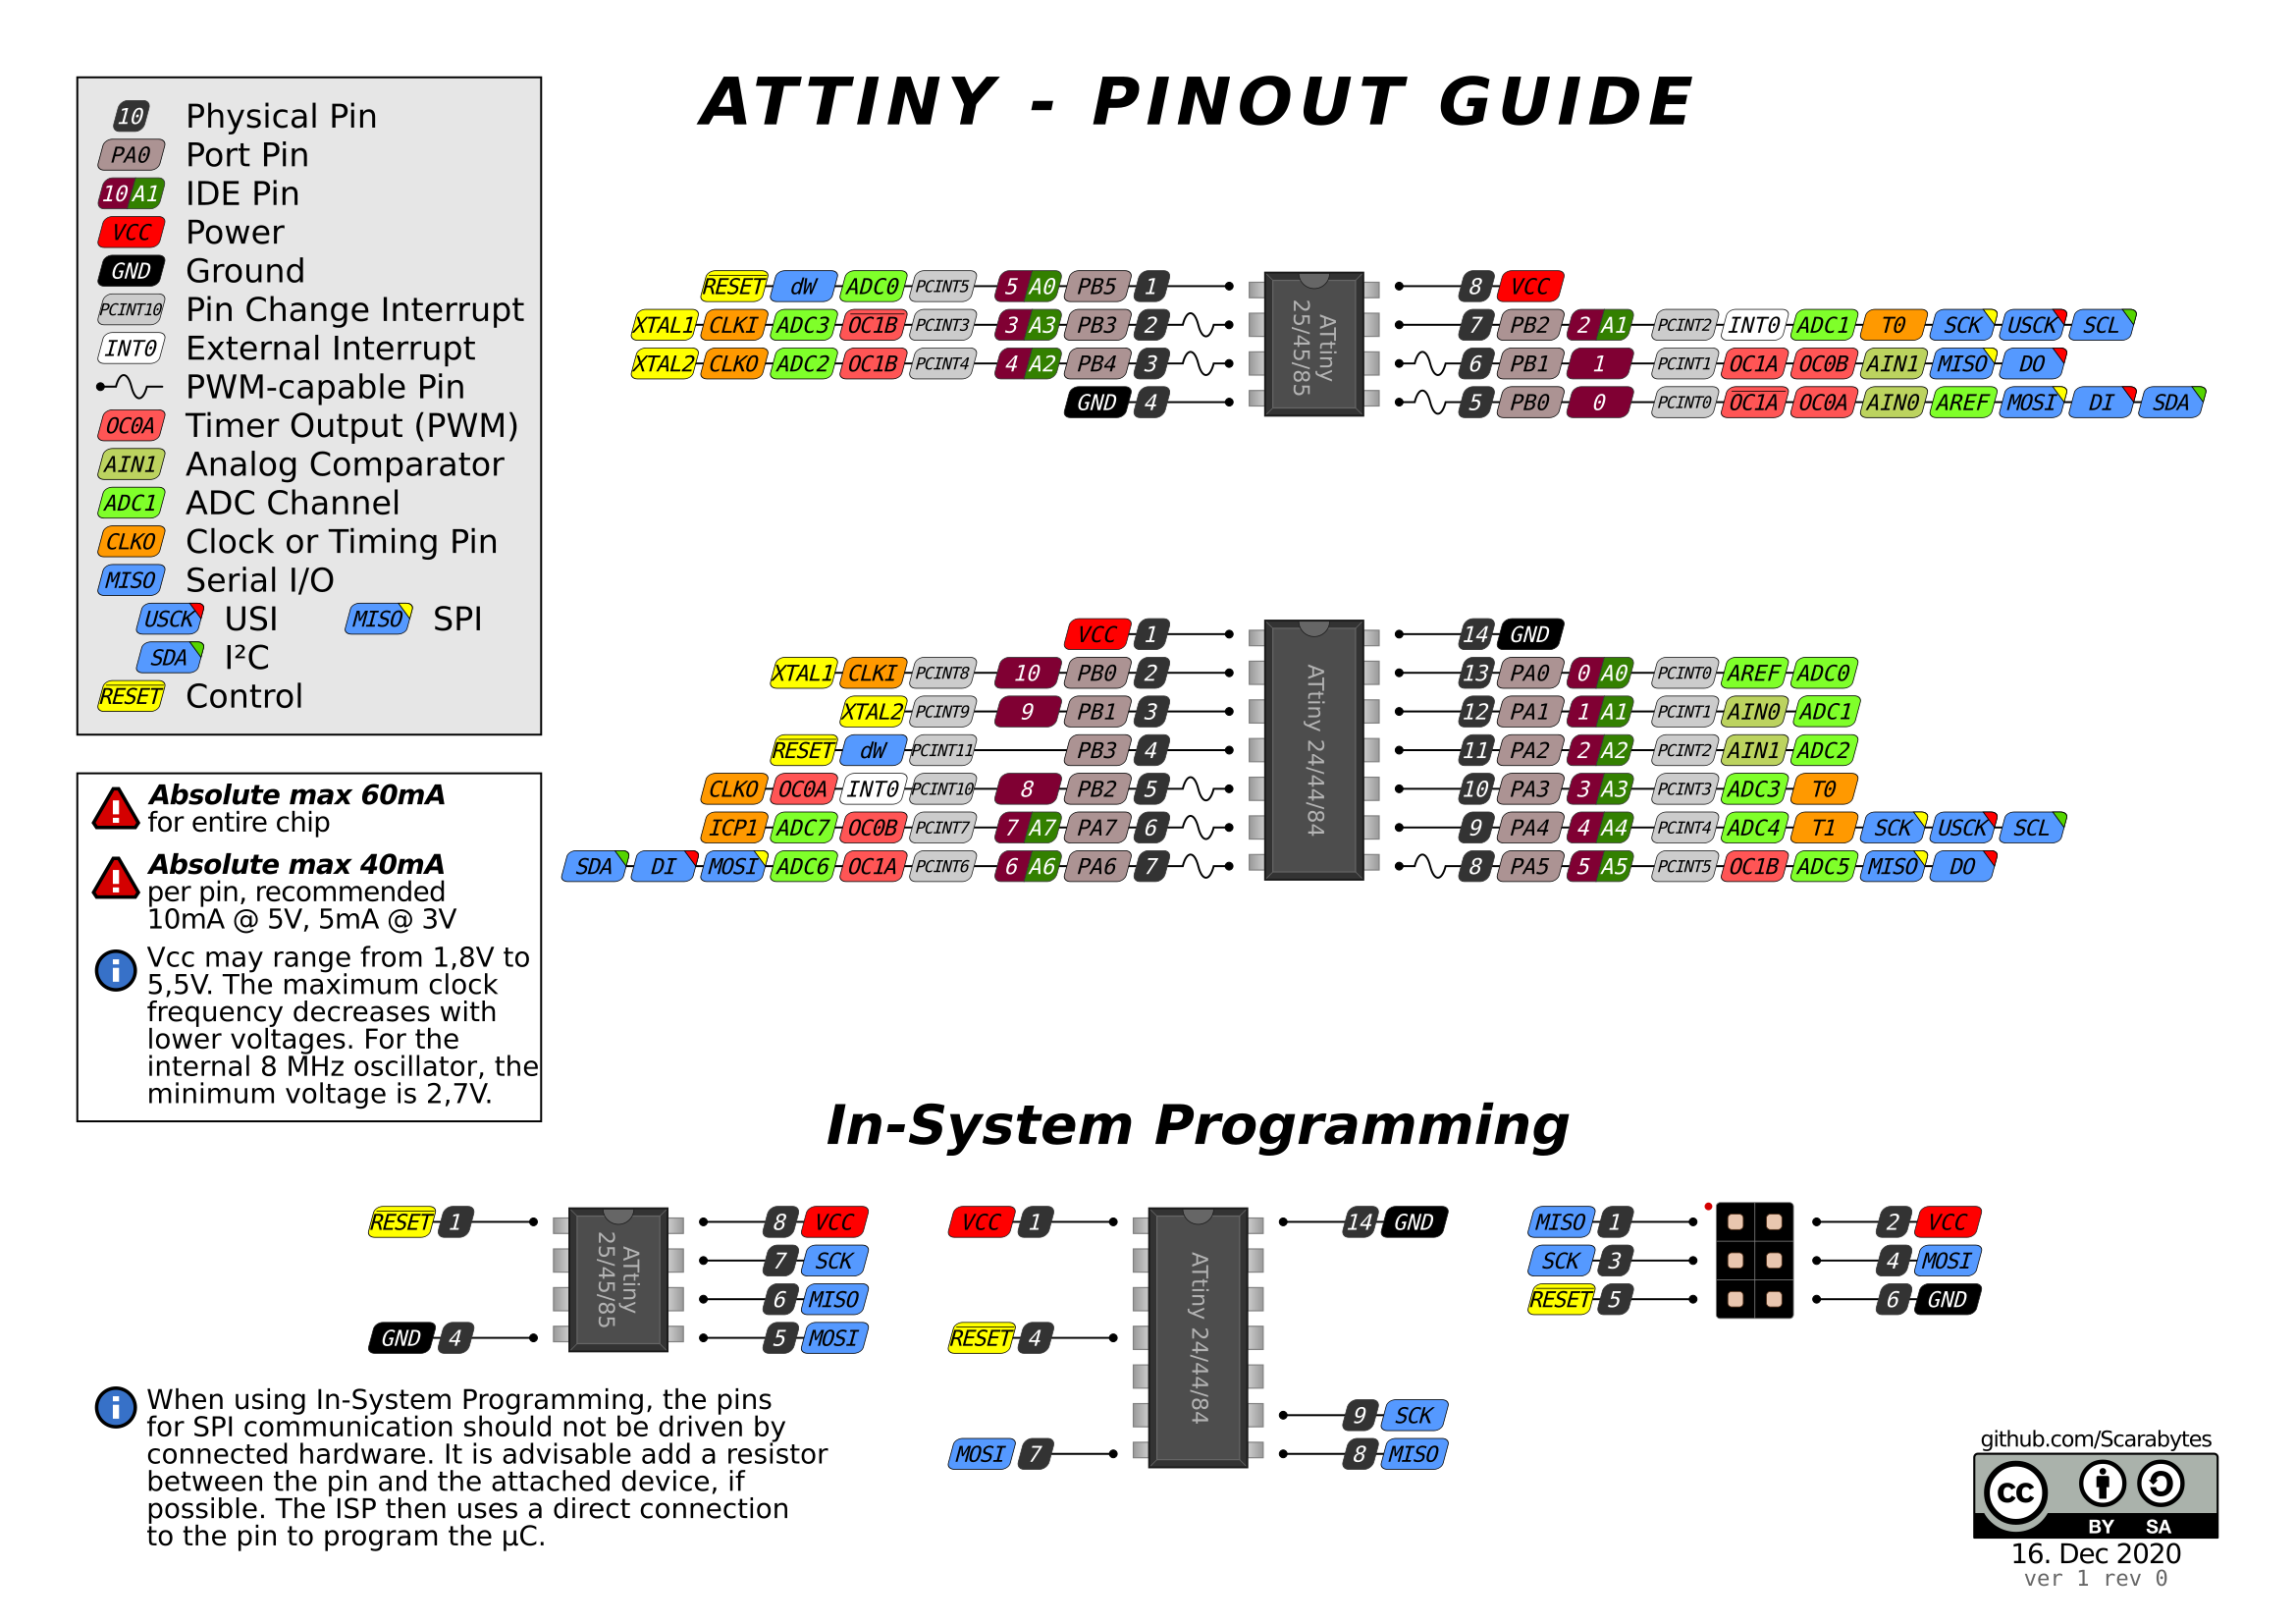 ATTINY - PINOUT GUIDE
10 Physical Pin
PA0 Port Pin
10 A1 IDE Pin
VCC Power
GND Ground
PCINT10 Pin Change Interrupt
INT0 External Interrupt
PWM-capable Pin
OC0A Timer Output (PWM)
AIN1 Analog Comparator
ADC1 ADC Channel
CLKO Clock or Timing Pin
MISO Serial I/O
USCK USI MISO SPI
SDA I²C
RESET Control
Absolute max 60mA
for entire chip
Absolute max 40mA
per pin, recommended
10mA @ 5V, 5mA @ 3V
Vcc may range from 1,8V to
5,5V. The maximum clock
frequency decreases with
lower voltages. For the
internal 8 MHz oscillator, the
minimum voltage is 2,7V.
RESET dW ADC0 PCINT5 5 A0 PB5 1
XTAL1 CLKI ADC3 OC1B PCINT3 3 A3 PB3 2
XTAL2 CLKO ADC2 OC1B PCINT4 4 A2 PB4 3
GND 4
ATtiny
25/45/85
8 VCC
7 PB2 2 A1 PCINT2 INT0 ADC1 T0 SCK USCK SCL
6 PB1 1 PCINT1 OC1A OC0B AIN1 MISO DO
5 PB0 0 PCINT0 OC1A OC0A AIN0 AREF MOSI DI SDA
VCC 1
XTAL1 CLKI PCINT8 10 PB0 2
XTAL2 PCINT9 9 PB1 3
RESET dW PCINT11 PB3 4
CLKO OC0A INT0 PCINT10 8 PB2 5
ICP1 ADC7 OC0B PCINT7 7 A7 PA7 6
SDA DI MOSI ADC6 OC1A PCINT6 6 A6 PA6 7
ATtiny 24/44/84
14 GND
13 PA0 0 A0 PCINT0 AREF ADC0
12 PA1 1 A1 PCINT1 AIN0 ADC1
11 PA2 2 A2 PCINT2 AIN1 ADC2
10 PA3 3 A3 PCINT3 ADC3 T0
9 PA4 4 A4 PCINT4 ADC4 T1 SCK USCK SCL
8 PA5 5 A5 PCINT5 OC1B ADC5 MISO DO
In-System Programming
RESET 1
GND 4
ATtiny
25/45/85
8 VCC
7 SCK
6 MISO
5 MOSI
VCC 1
RESET 4
MOSI 7
ATtiny 24/44/84
14 GND
9 SCK
8 MISO
MISO 1
SCK 3
RESET 5
2 VCC
4 MOSI
6 GND
When using In-System Programming, the pins
for SPI communication should not be driven by
connected hardware. It is advisable add a resistor
between the pin and the attached device, if
possible. The ISP then uses a direct connection
to the pin to program the µC.
github.com/Scarabytes
cc
BY SA
16. Dec 2020
ver 1 rev 0